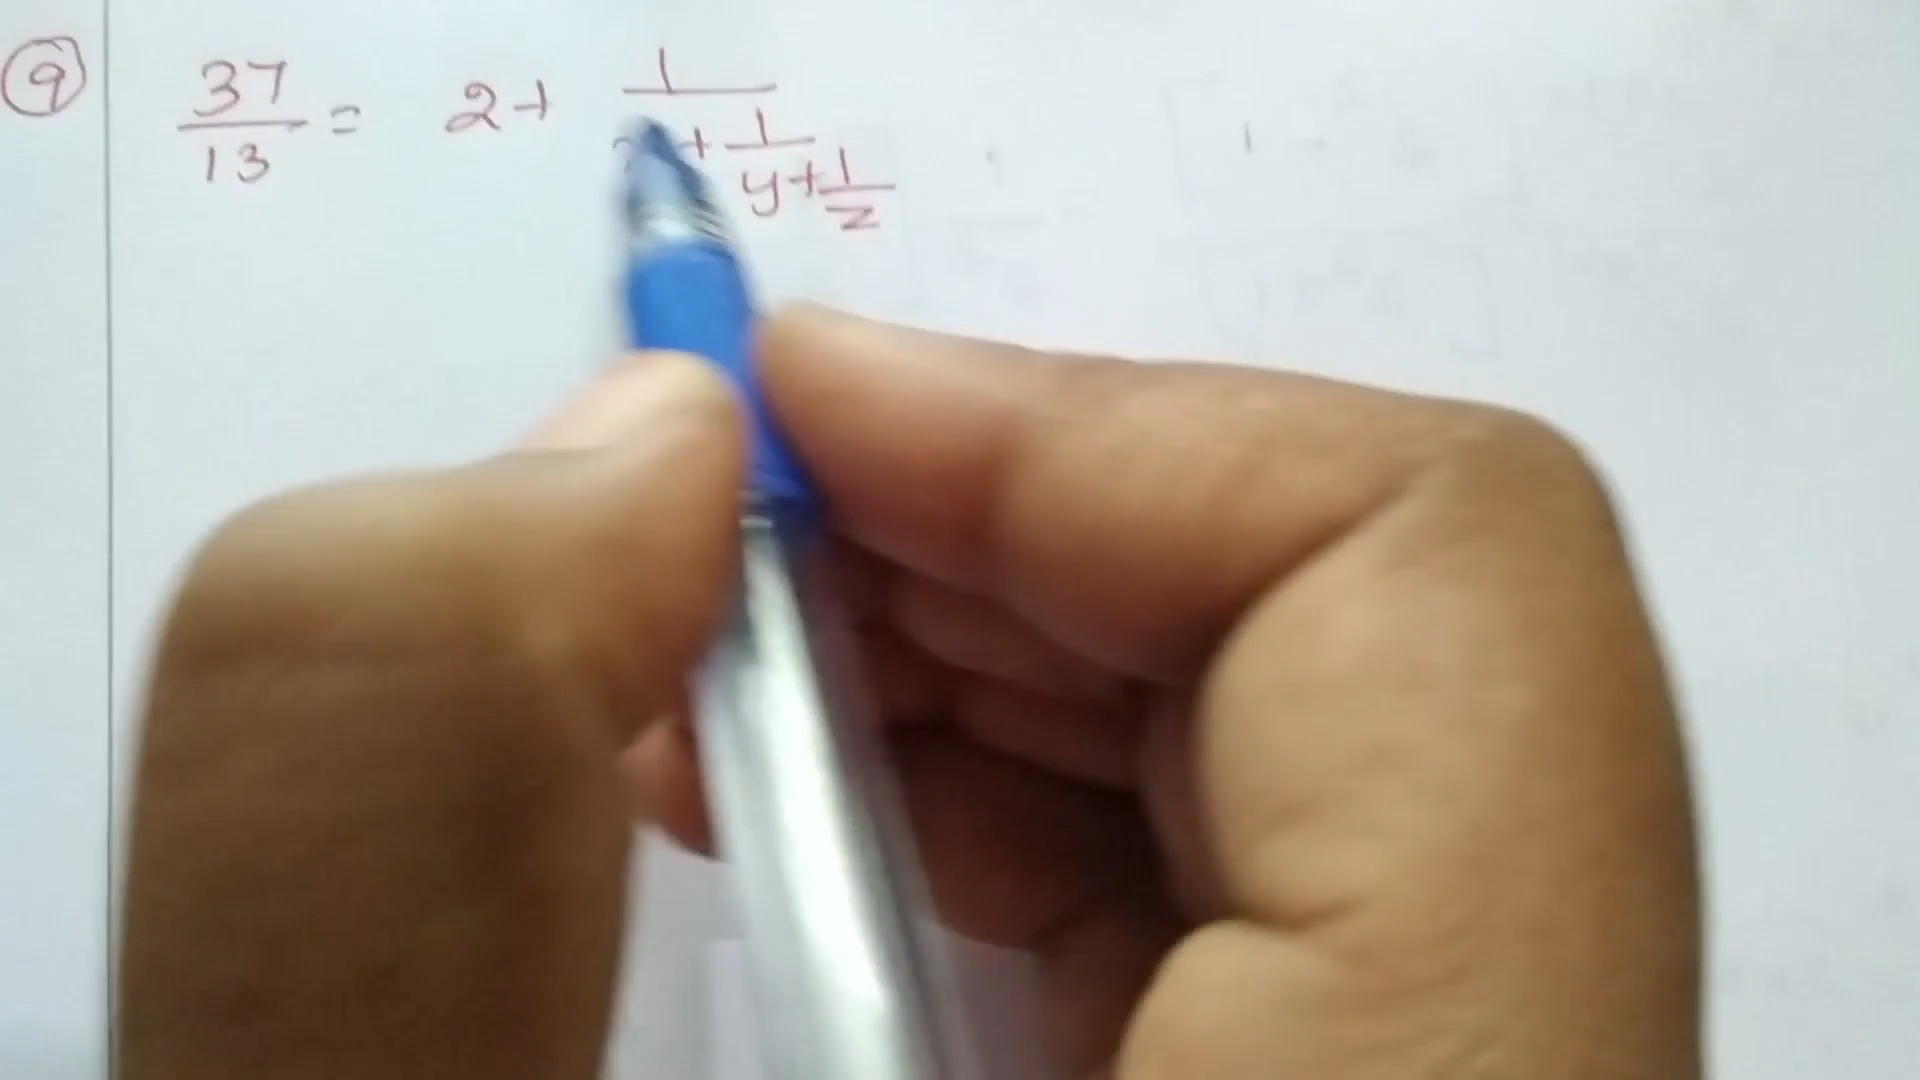 9 37/13 = 2 + 1/(x + 1/(y + 1/z))